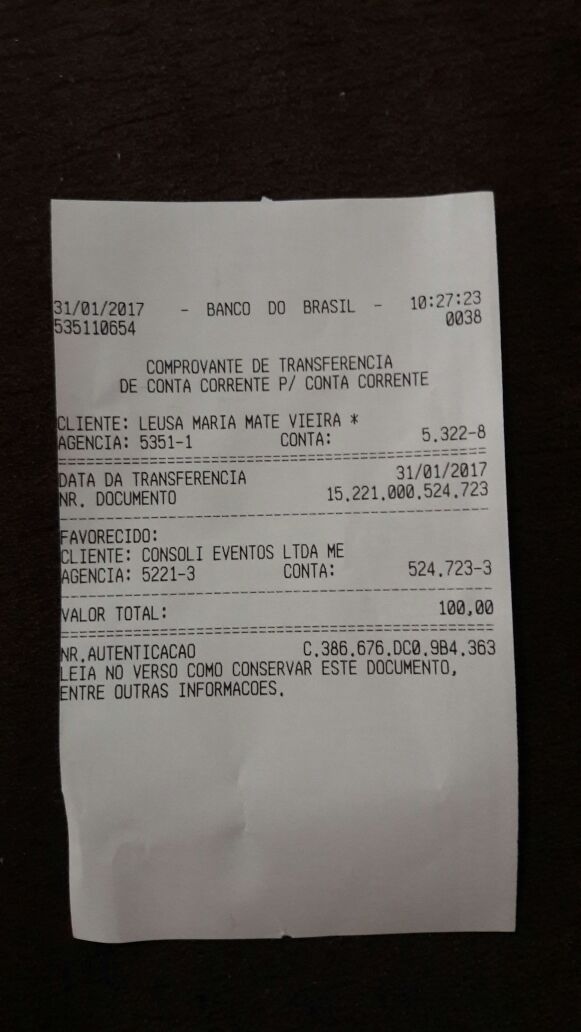 31/01/2017 - BANCO DO BRASIL - 10:27:23
535110654 0038
COMPROVANTE DE TRANSFERENCIA
DE CONTA CORRENTE P/ CONTA CORRENTE
CLIENTE: LEUSA MARIA MATE VIEIRA *
AGENCIA: 5351-1 CONTA: 5.322-8
================================================
DATA DA TRANSFERENCIA 31/01/2017
NR. DOCUMENTO 15.221.000.524.723
------------------------------------------------
FAVORECIDO:
CLIENTE: CONSOLI EVENTOS LTDA ME
AGENCIA: 5221-3 CONTA: 524.723-3
------------------------------------------------
VALOR TOTAL: 100,00
================================================
NR.AUTENTICACAO C.386.676.DC0.9B4.363
LEIA NO VERSO COMO CONSERVAR ESTE DOCUMENTO,
ENTRE OUTRAS INFORMACOES.